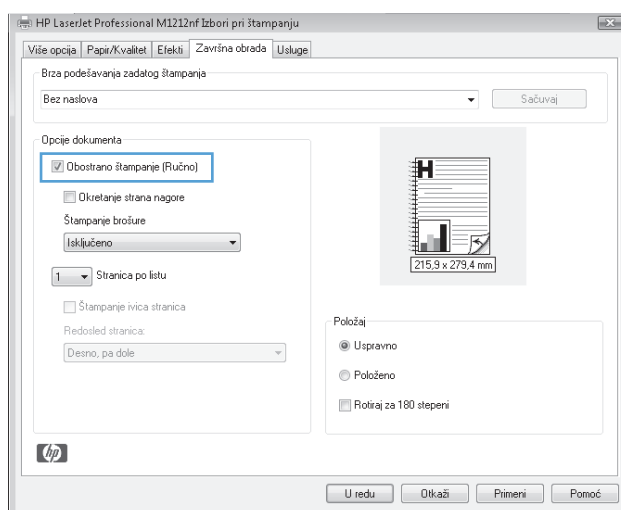 HP LaserJet Professional M1212nf Izbori pri štampanju
Više opcija Papir/Kvalitet Efekti Završna obrada Usluge
Brza podešavanja zadatog štampanja
Bez naslova Sačuvaj
Opcije dokumenta
Obostrano štampanje (Ručno)
Okretanje strana nagore
Štampanje brošure
Isključeno
1 Stranica po listu
Štampanje ivica stranica
Redosled stranica:
Desno, pa dole
H
215,9 x 279,4 mm
Položaj
Uspravno
Položeno
Rotiraj za 180 stepeni
hp
U redu Otkaži Primeni Pomoć